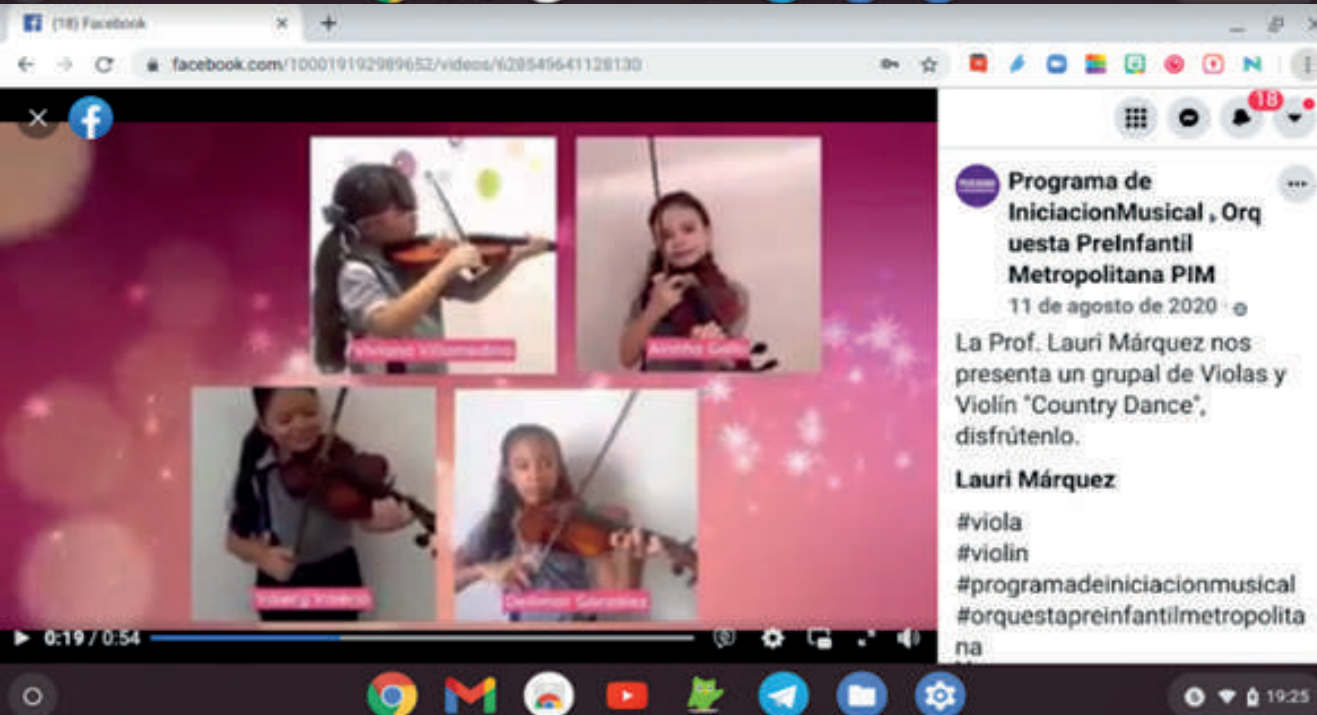 (18) Facebook
facebook.com/100019192989652/videos/628549641128130
18
Programa de
IniciacionMusical , Orq
uesta PreInfantil
Metropolitana PIM
11 de agosto de 2020
La Prof. Lauri Márquez nos
presenta un grupal de Violas y
Violín "Country Dance",
disfrútenlo.
Lauri Márquez
#viola
#violin
#programadeiniciacionmusical
#orquestapreinfantilmetropolita
na
0:19 / 0:54
19:25